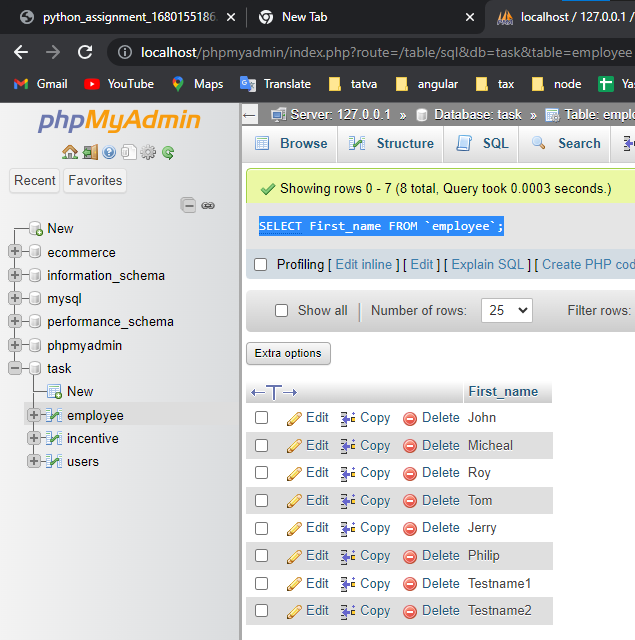 python_assignment_1680155186
New Tab
localhost / 127.0.0.1 /
localhost/phpmyadmin/index.php?route=/table/sql&db=task&table=employee
Gmail YouTube Maps Translate tatva angular tax node Yas
phpMyAdmin
Recent Favorites
New
ecommerce
information_schema
mysql
performance_schema
phpmyadmin
task
New
employee
incentive
users
Server: 127.0.0.1 » Database: task » Table: emplo
Browse Structure SQL Search
Showing rows 0 - 7 (8 total, Query took 0.0003 seconds.)
SELECT First_name FROM `employee`;
Profiling [ Edit inline ] [ Edit ] [ Explain SQL ] [ Create PHP cod
Show all Number of rows: 25 Filter rows:
Extra options
First_name
Edit Copy Delete John
Edit Copy Delete Micheal
Edit Copy Delete Roy
Edit Copy Delete Tom
Edit Copy Delete Jerry
Edit Copy Delete Philip
Edit Copy Delete Testname1
Edit Copy Delete Testname2